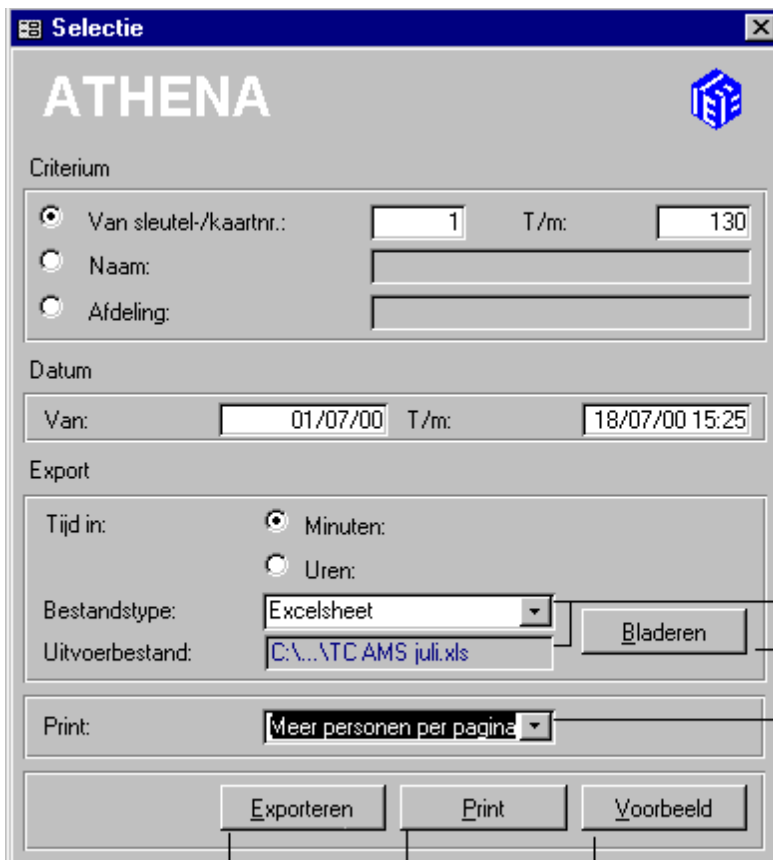 Selectie
ATHENA
Criterium
Van sleutel-/kaartnr.: 1 T/m: 130
Naam:
Afdeling:
Datum
Van: 01/07/00 T/m: 18/07/00 15:25
Export
Tijd in: Minuten:
Uren:
Bestandstype: Excelsheet
Bladeren
Uitvoerbestand: C:\...\TC AMS juli.xls
Print: Meer personen per pagina
Exporteren Print Voorbeeld